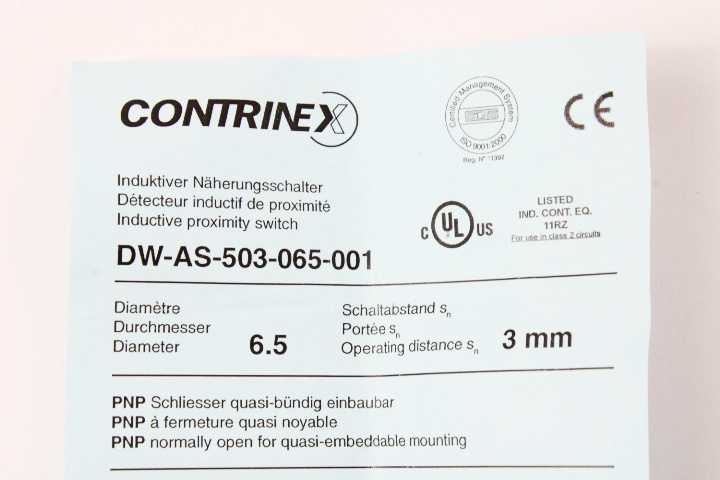 CONTRINEX
Certified Management System
SGS
ISO 9001:2000
Reg. N° 11397
CE
Induktiver Näherungsschalter
Détecteur inductif de proximité
Inductive proximity switch
DW-AS-503-065-001
C UL US
LISTED
IND. CONT. EQ.
11RZ
For use in class 2 circuits
Diamètre
Durchmesser
Diameter 6.5
Schaltabstand sn
Portée sn
Operating distance sn 3 mm
PNP Schliesser quasi-bündig einbaubar
PNP à fermeture quasi noyable
PNP normally open for quasi-embeddable mounting